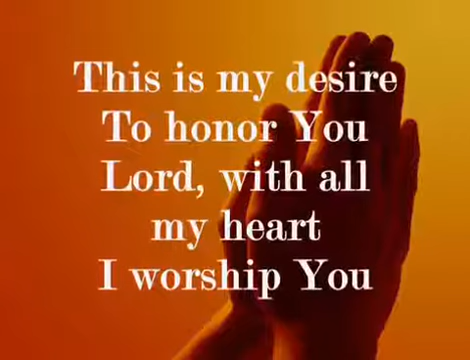 This is my desire
To honor You
Lord, with all
my heart
I worship You